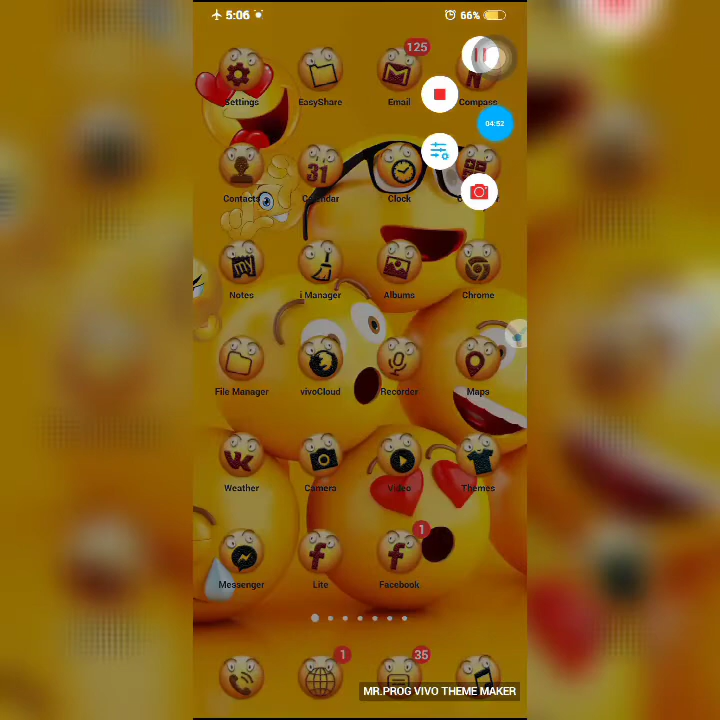 5:06
66%
125
Settings
EasyShare
Email
Compass
04:52
31
Contacts
Calendar
Clock
my
Notes
i Manager
Albums
Chrome
File Manager
vivoCloud
Recorder
Maps
Weather
Camera
Video
Themes
1
Messenger
Lite
Facebook
1
35
MR.PROG VIVO THEME MAKER